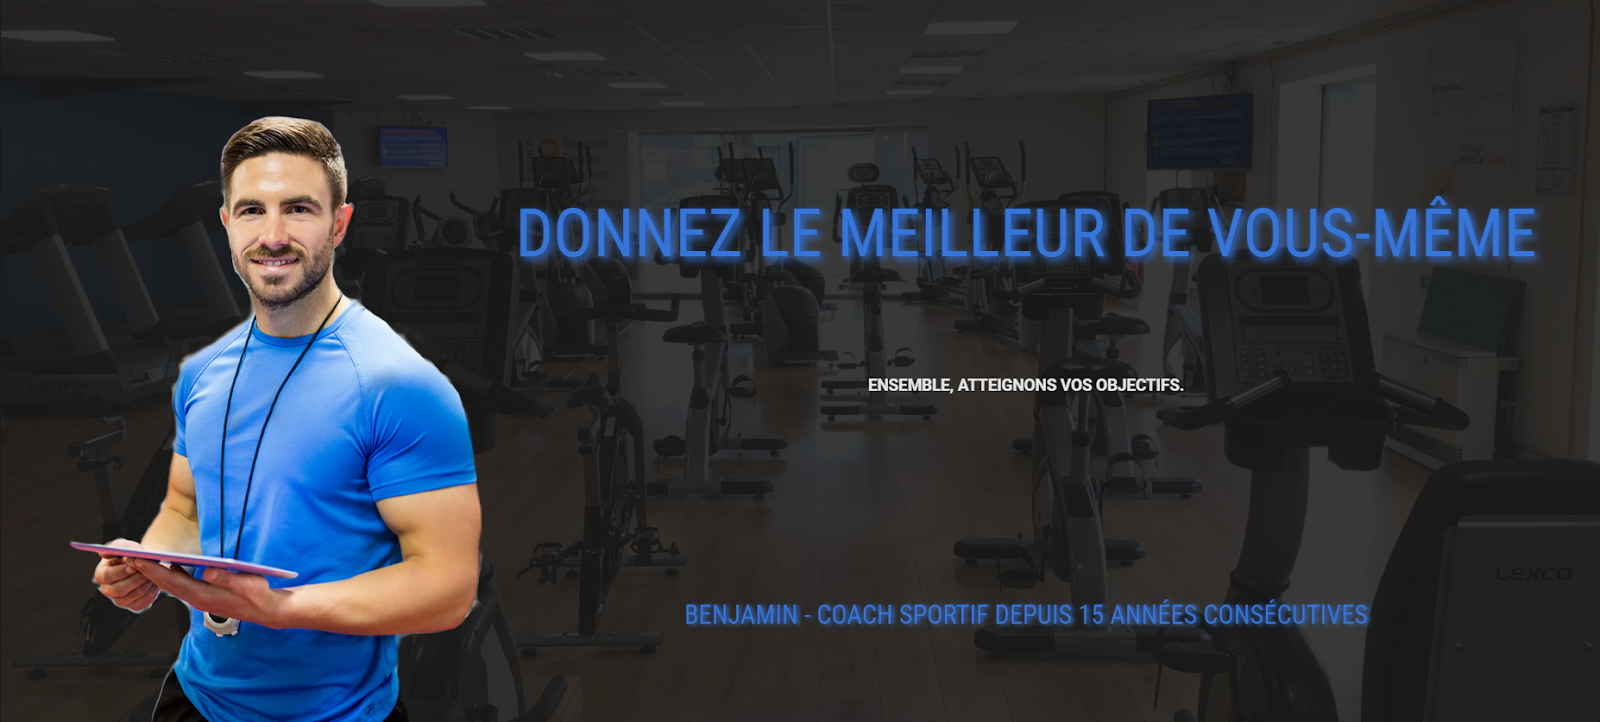 DONNEZ LE MEILLEUR DE VOUS-MÊME
ENSEMBLE, ATTEIGNONS VOS OBJECTIFS.
LEXCO
BENJAMIN - COACH SPORTIF DEPUIS 15 ANNÉES CONSÉCUTIVES